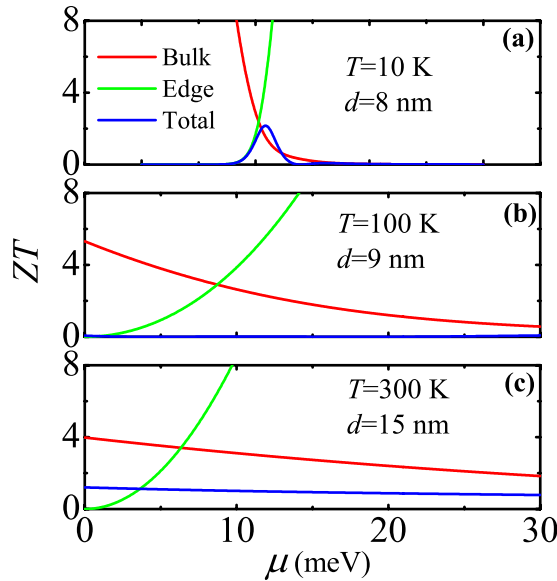 8
(a)
Bulk
T=10 K
Edge
d=8 nm
4
Total
0
8
(b)
T=100 K
d=9 nm
4
ZT
0
8
(c)
T=300 K
d=15 nm
4
0
0 10 20 30
μ (meV)